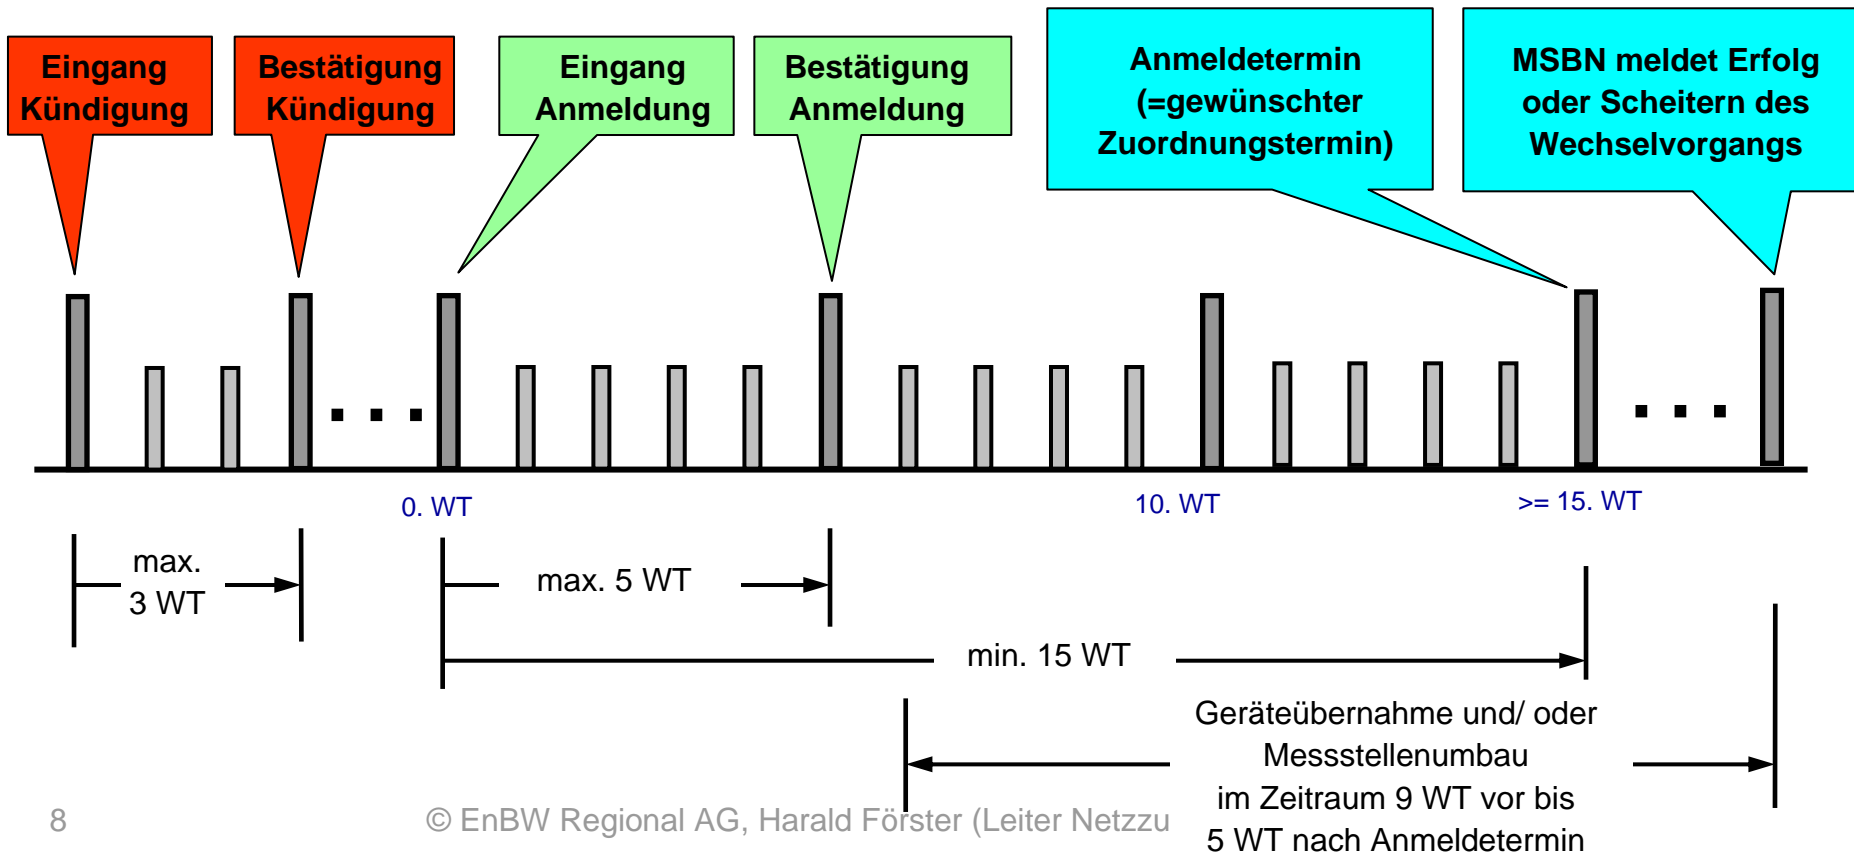 Eingang
Kündigung
Bestätigung
Kündigung
Eingang
Anmeldung
Bestätigung
Anmeldung
Anmeldetermin
(=gewünschter
Zuordnungstermin)
MSBN meldet Erfolg
oder Scheitern des
Wechselvorgangs
0. WT
10. WT
>= 15. WT
max.
3 WT
max. 5 WT
min. 15 WT
Geräteübernahme und/ oder
Messstellenumbau
im Zeitraum 9 WT vor bis
5 WT nach Anmeldetermin
8
© EnBW Regional AG, Harald Förster (Leiter Netzzu